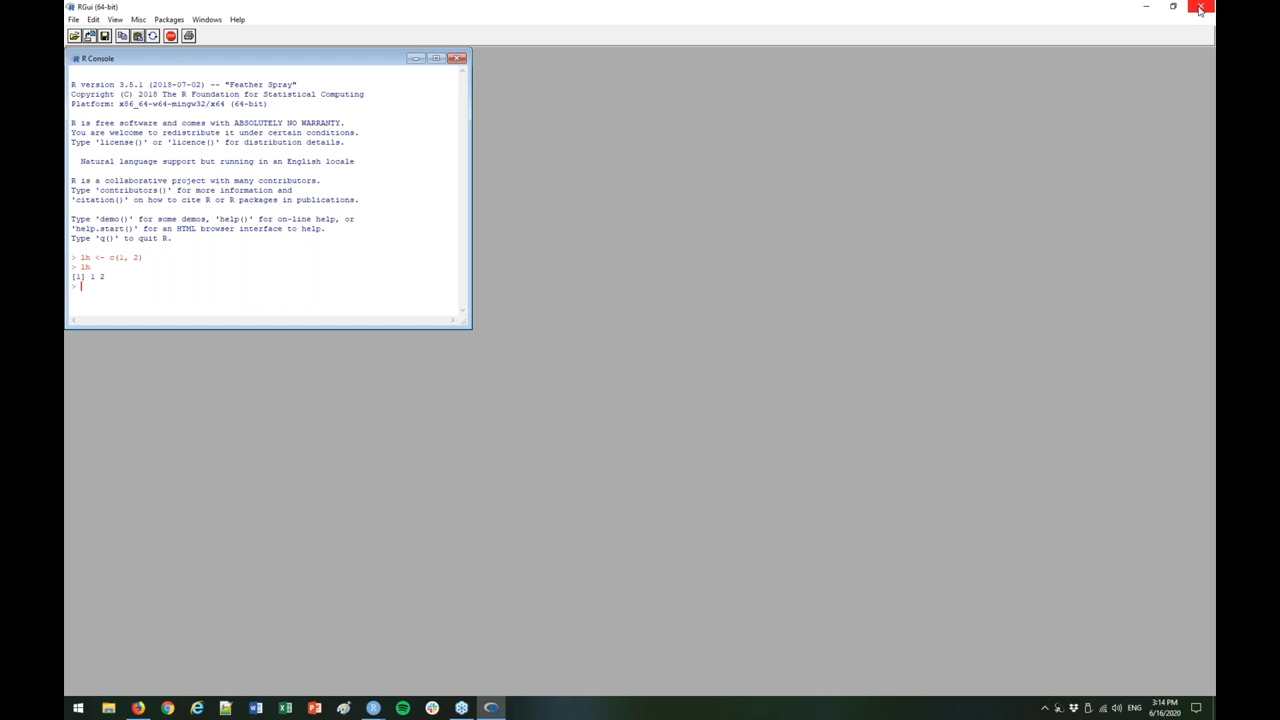 RGui (64-bit)
File Edit View Misc Packages Windows Help
STOP
R Console
R version 3.5.1 (2018-07-02) -- "Feather Spray"
Copyright (C) 2018 The R Foundation for Statistical Computing
Platform: x86_64-w64-mingw32/x64 (64-bit)
R is free software and comes with ABSOLUTELY NO WARRANTY.
You are welcome to redistribute it under certain conditions.
Type 'license()' or 'licence()' for distribution details.
Natural language support but running in an English locale
R is a collaborative project with many contributors.
Type 'contributors()' for more information and
'citation()' on how to cite R or R packages in publications.
Type 'demo()' for some demos, 'help()' for on-line help, or
'help.start()' for an HTML browser interface to help.
Type 'q()' to quit R.
> lh <- c(1, 2)
> lh
[1] 1 2
>
ENG
3:14 PM
6/16/2020